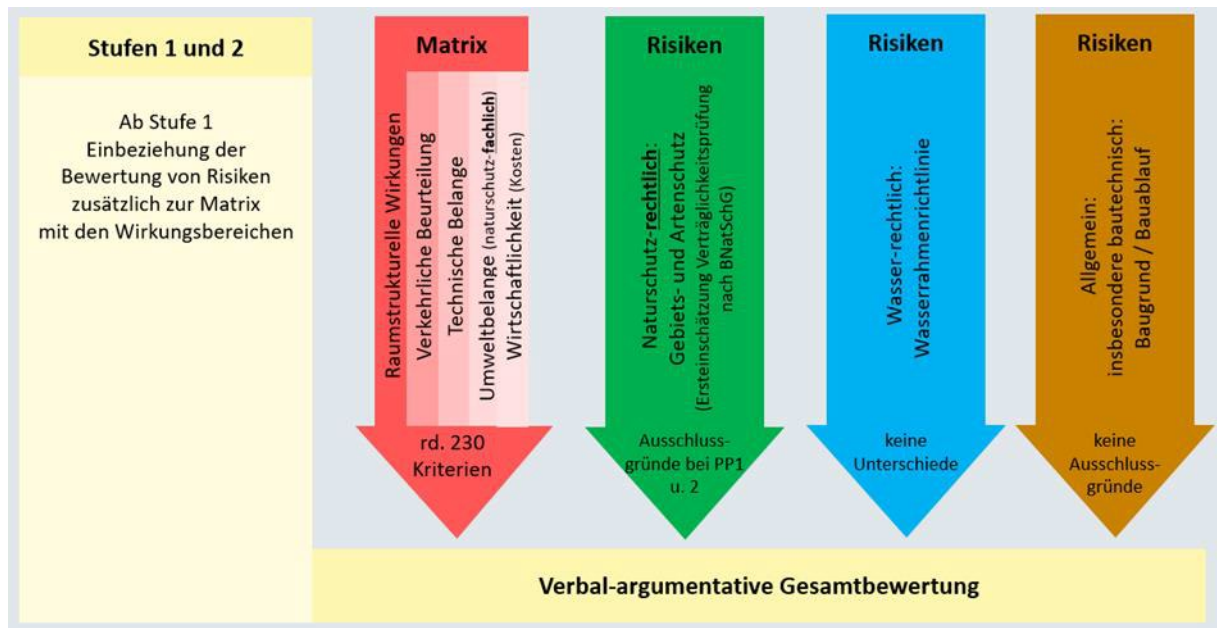 Stufen 1 und 2
Ab Stufe 1
Einbeziehung der
Bewertung von Risiken
zusätzlich zur Matrix
mit den Wirkungsbereichen
Matrix
Raumstrukturelle Wirkungen
Verkehrliche Beurteilung
Technische Belange
Umweltbelange (naturschutz-fachlich)
Wirtschaftlichkeit (Kosten)
rd. 230
Kriterien
Risiken
Naturschutz-rechtlich:
Gebiets- und Artenschutz
(Ersteinschätzung Verträglichkeitsprüfung
nach BNatSchG)
Ausschluss-
gründe bei PP1
u. 2
Risiken
Wasser-rechtlich:
Wasserrahmenrichtlinie
keine
Unterschiede
Risiken
Allgemein:
insbesondere bautechnisch:
Baugrund / Bauablauf
keine
Ausschluss-
gründe
Verbal-argumentative Gesamtbewertung